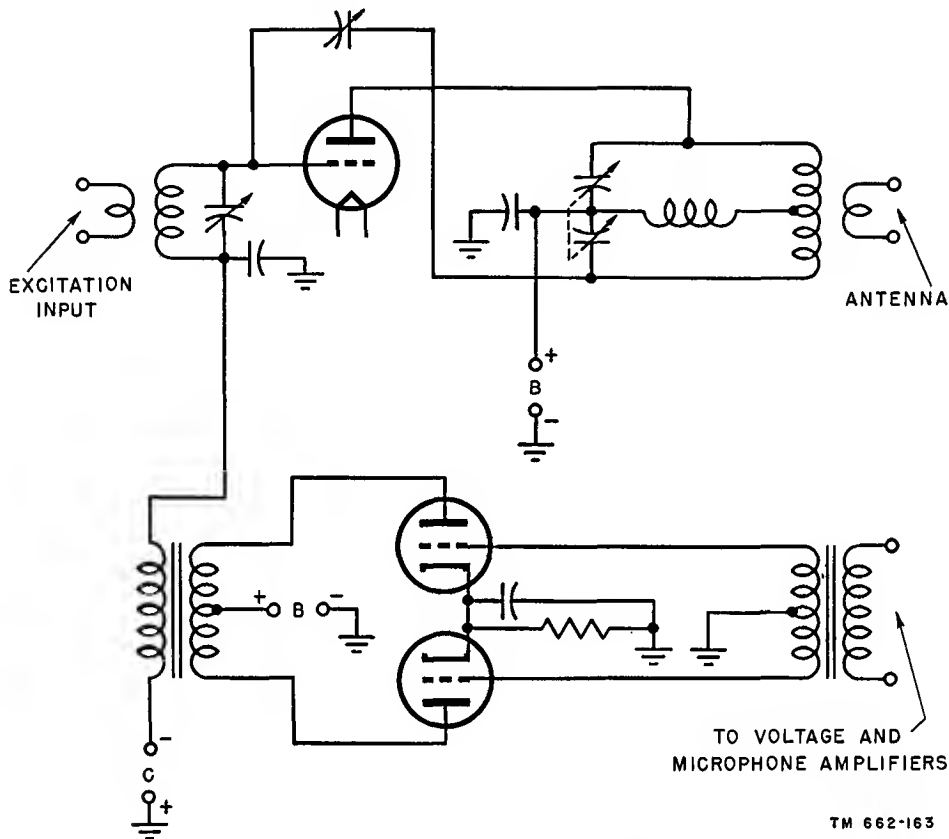 EXCITATION
INPUT
ANTENNA
+
B
-
+ B -
-
C
+
TO VOLTAGE AND
MICROPHONE AMPLIFIERS
TM 662-163